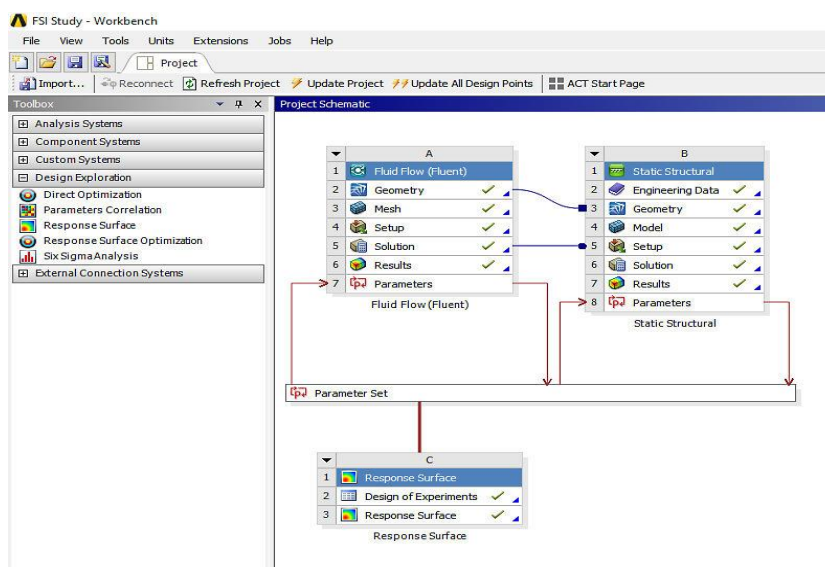 FSI Study - Workbench
File View Tools Units Extensions Jobs Help
Project
Import... Reconnect Refresh Project Update Project Update All Design Points ACT Start Page
Toolbox
Analysis Systems
Component Systems
Custom Systems
Design Exploration
Direct Optimization
Parameters Correlation
Response Surface
Response Surface Optimization
Six Sigma Analysis
External Connection Systems
Project Schematic
A
1 Fluid Flow (Fluent)
2 Geometry
3 Mesh
4 Setup
5 Solution
6 Results
7 Parameters
Fluid Flow (Fluent)
B
1 Static Structural
2 Engineering Data
3 Geometry
4 Model
5 Setup
6 Solution
7 Results
8 Parameters
Static Structural
Parameter Set
C
1 Response Surface
2 Design of Experiments
3 Response Surface
Response Surface